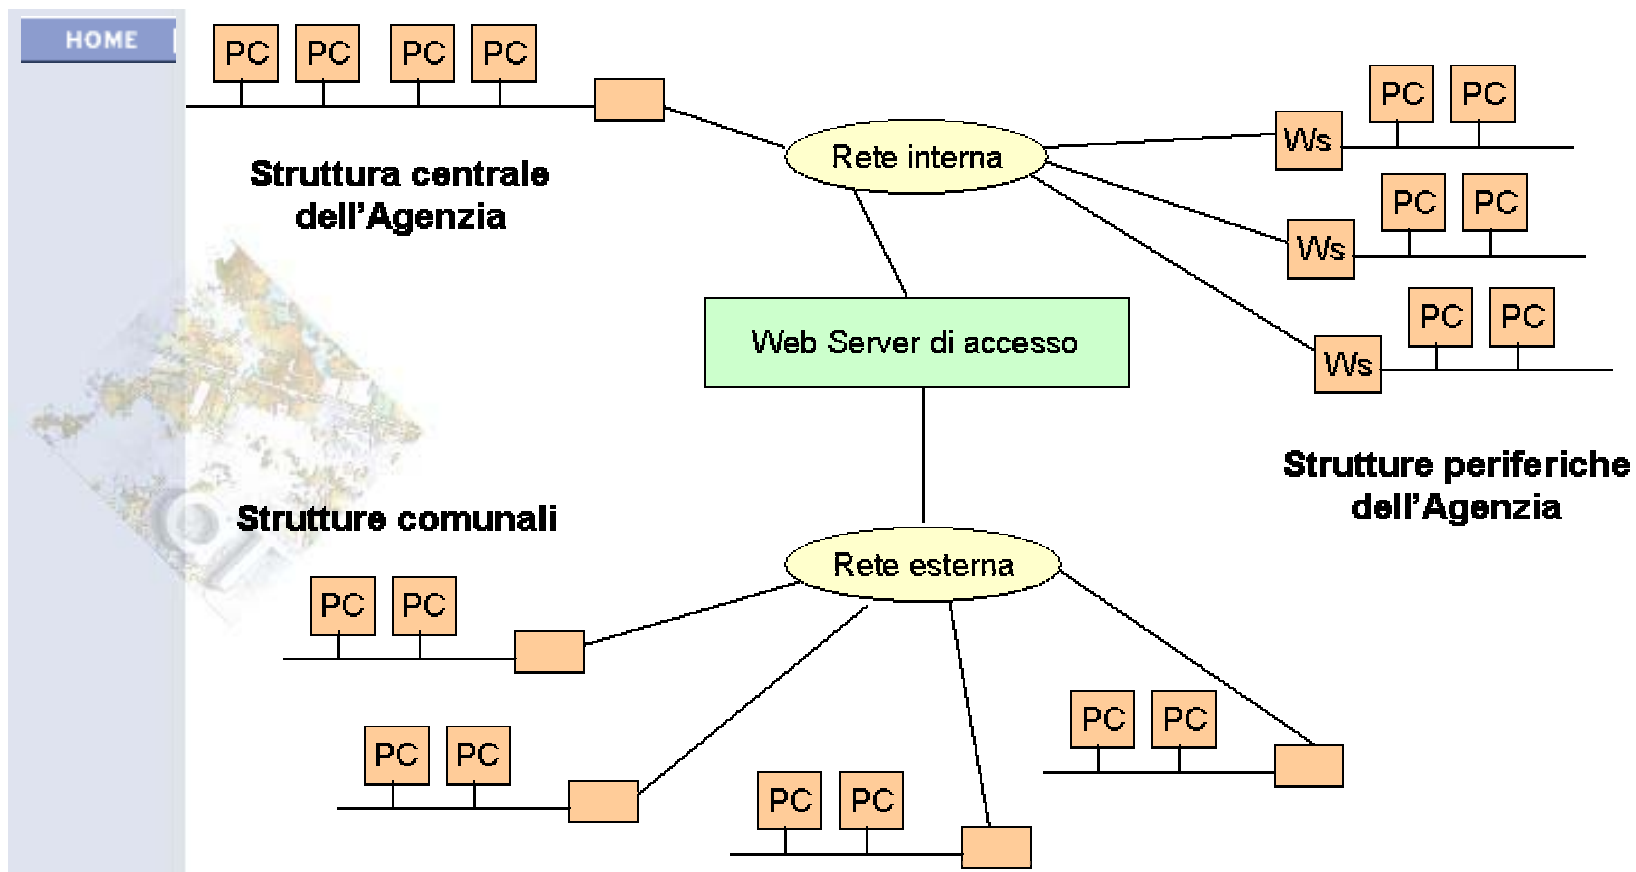 HOME
PC PC PC PC
Struttura centrale
dell'Agenzia
Rete interna
Ws PC PC
Ws PC PC
Ws PC PC
Web Server di accesso
Strutture periferiche
dell'Agenzia
Strutture comunali
Rete esterna
PC PC
PC PC
PC PC
PC PC